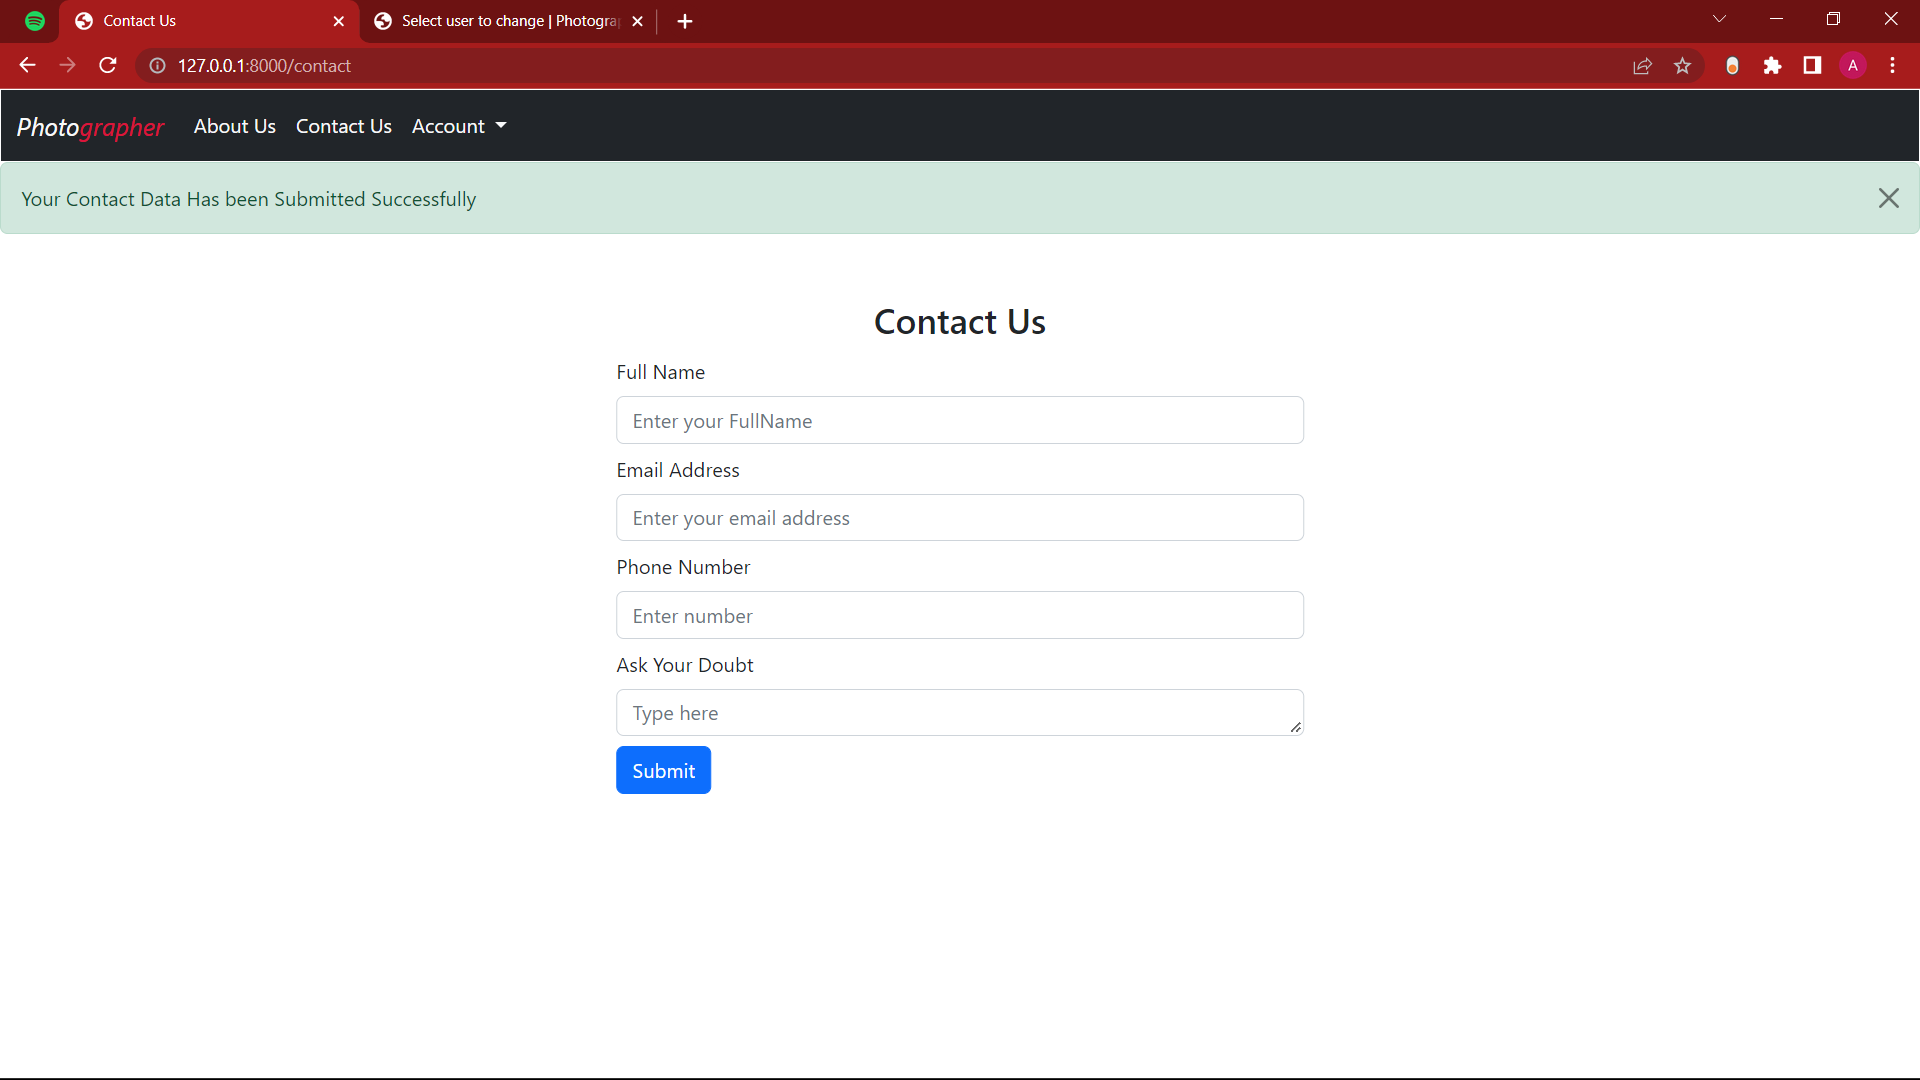 Contact Us
Select user to change | Photogra
127.0.0.1:8000/contact
A
Photographer About Us Contact Us Account
Your Contact Data Has been Submitted Successfully
Contact Us
Full Name
Enter your FullName
Email Address
Enter your email address
Phone Number
Enter number
Ask Your Doubt
Type here
Submit